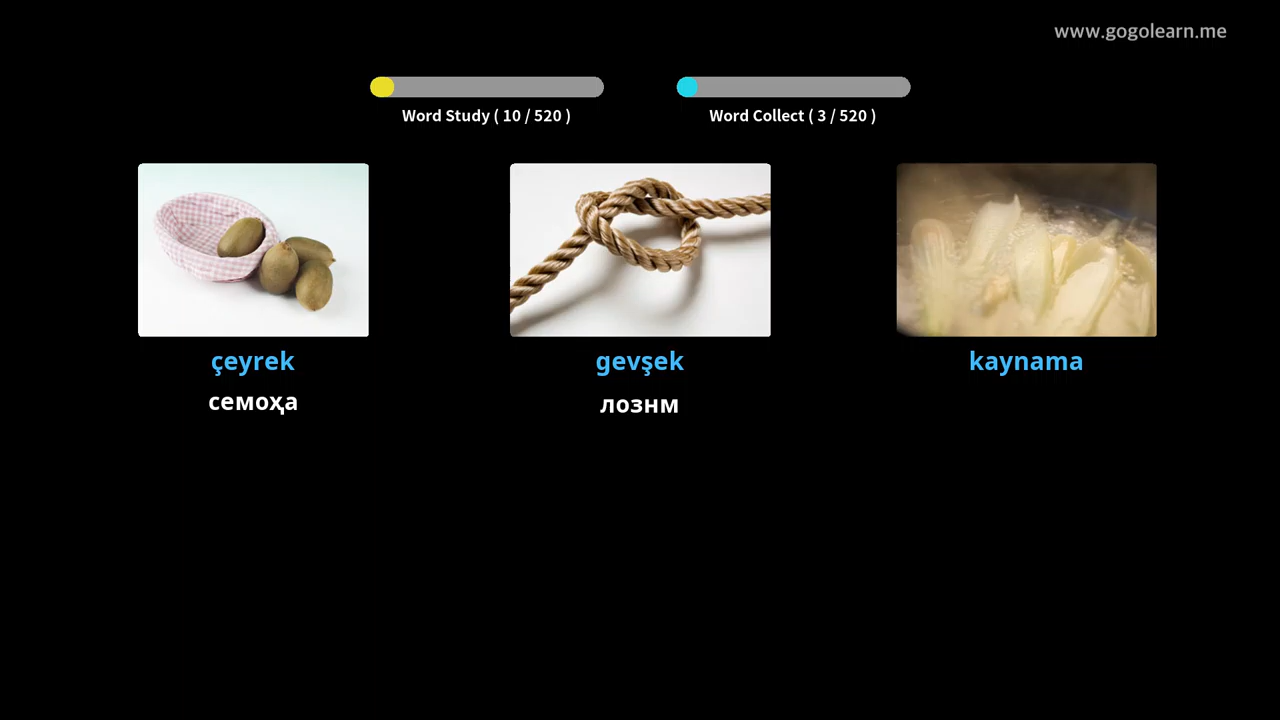 www.gogolearn.me
Word Study ( 10 / 520 )
Word Collect ( 3 / 520 )
çeyrek
gevşek
kaynama
семоҳа
лознм